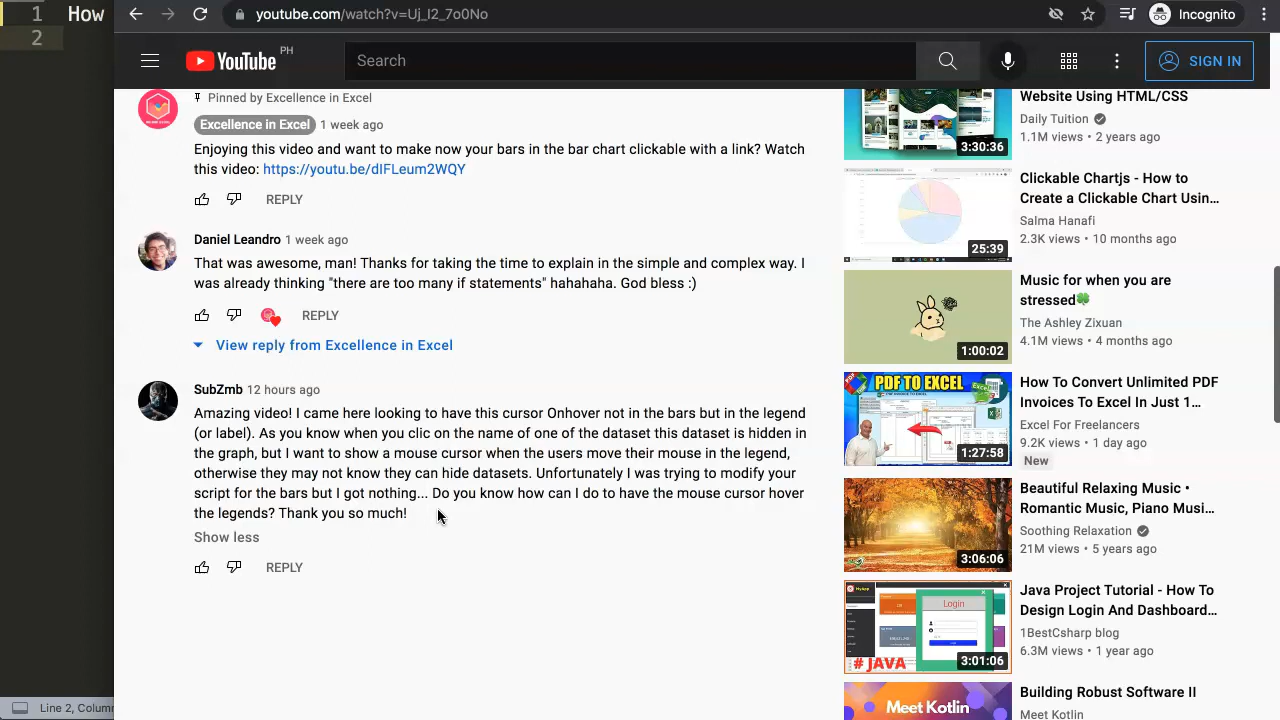 1 How
2
youtube.com/watch?v=Uj_I2_7o0No
Incognito
YouTube PH
Search
SIGN IN
Pinned by Excellence in Excel
Excellence in Excel 1 week ago
Enjoying this video and want to make now your bars in the bar chart clickable with a link? Watch
this video: https://youtu.be/dIFLeum2WQY
REPLY
Daniel Leandro 1 week ago
That was awesome, man! Thanks for taking the time to explain in the simple and complex way. I
was already thinking "there are too many if statements" hahahaha. God bless :)
REPLY
View reply from Excellence in Excel
SubZmb 12 hours ago
Amazing video! I came here looking to have this cursor Onhover not in the bars but in the legend
(or label). As you know when you clic on the name of one of the dataset this dataset is hidden in
the graph, but I want to show a mouse cursor when the users move their mouse in the legend,
otherwise they may not know they can hide datasets. Unfortunately I was trying to modify your
script for the bars but I got nothing... Do you know how can I do to have the mouse cursor hover
the legends? Thank you so much!
Show less
REPLY
Website Using HTML/CSS
Daily Tuition
1.1M views • 2 years ago
3:30:36
Clickable Chartjs - How to
Create a Clickable Chart Usin...
Salma Hanafi
2.3K views • 10 months ago
25:39
Music for when you are
stressed🍀
The Ashley Zixuan
4.1M views • 4 months ago
1:00:02
PDF TO EXCEL
How To Convert Unlimited PDF
Invoices To Excel In Just 1...
Excel For Freelancers
9.2K views • 1 day ago
New
1:27:58
Beautiful Relaxing Music •
Romantic Music, Piano Musi...
Soothing Relaxation
21M views • 5 years ago
3:06:06
Login
# JAVA
Java Project Tutorial - How To
Design Login And Dashboard...
1BestCsharp blog
6.3M views • 1 year ago
3:01:06
Meet Kotlin
Building Robust Software II
Meet Kotlin
Line 2, Column